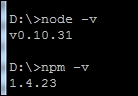 D:\>node -v
v0.10.31
D:\>npm -v
1.4.23